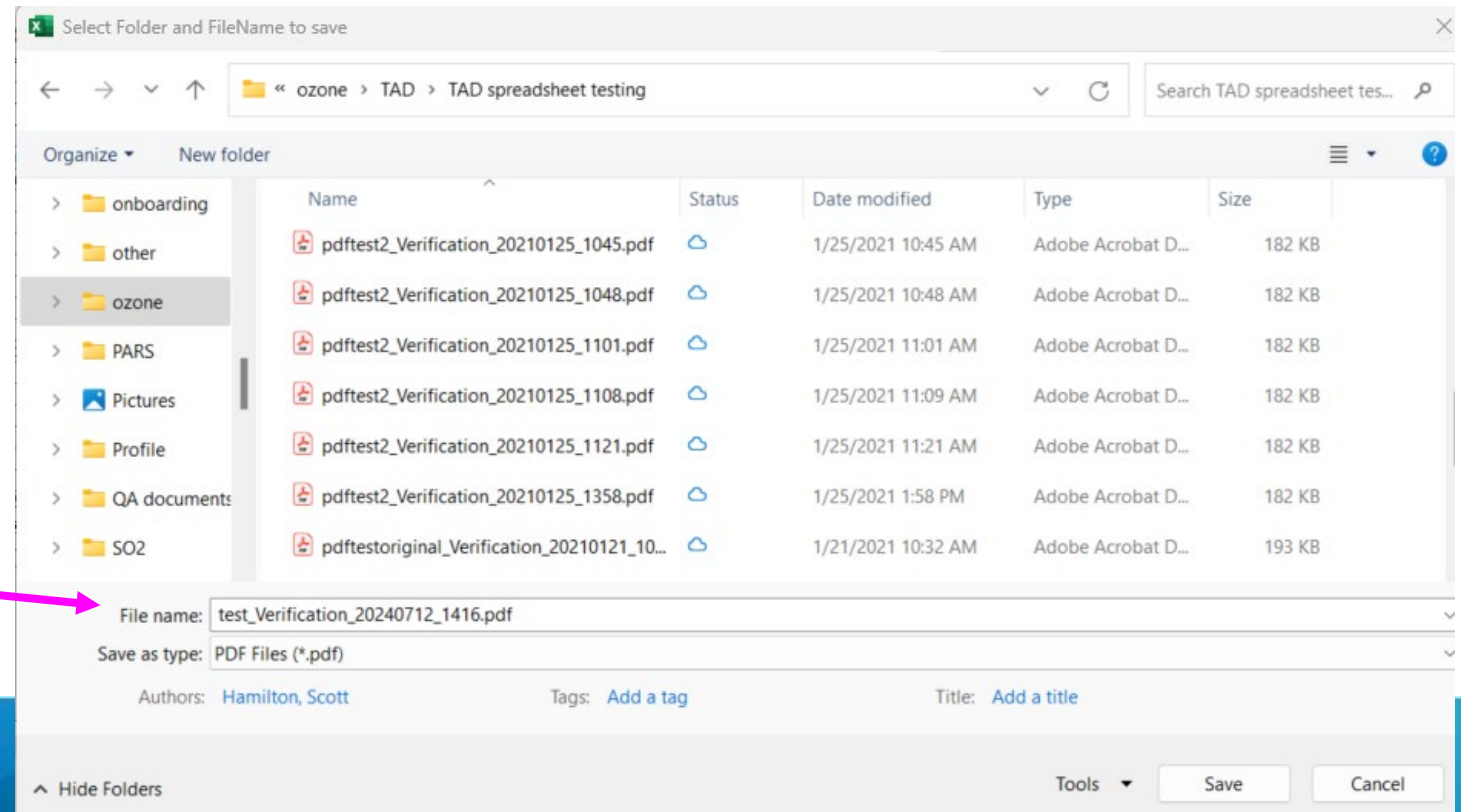 Select Folder and FileName to save
« ozone › TAD › TAD spreadsheet testing
Search TAD spreadsheet tes...
Organize New folder
Name Status Date modified Type Size
onboarding
other
ozone
PARS
Pictures
Profile
QA documents
SO2
pdftest2_Verification_20210125_1045.pdf 1/25/2021 10:45 AM Adobe Acrobat D... 182 KB
pdftest2_Verification_20210125_1048.pdf 1/25/2021 10:48 AM Adobe Acrobat D... 182 KB
pdftest2_Verification_20210125_1101.pdf 1/25/2021 11:01 AM Adobe Acrobat D... 182 KB
pdftest2_Verification_20210125_1108.pdf 1/25/2021 11:09 AM Adobe Acrobat D... 182 KB
pdftest2_Verification_20210125_1121.pdf 1/25/2021 11:21 AM Adobe Acrobat D... 182 KB
pdftest2_Verification_20210125_1358.pdf 1/25/2021 1:58 PM Adobe Acrobat D... 182 KB
pdftestoriginal_Verification_20210121_10... 1/21/2021 10:32 AM Adobe Acrobat D... 193 KB
File name: test_Verification_20240712_1416.pdf
Save as type: PDF Files (*.pdf)
Authors: Hamilton, Scott Tags: Add a tag Title: Add a title
Hide Folders Tools Save Cancel